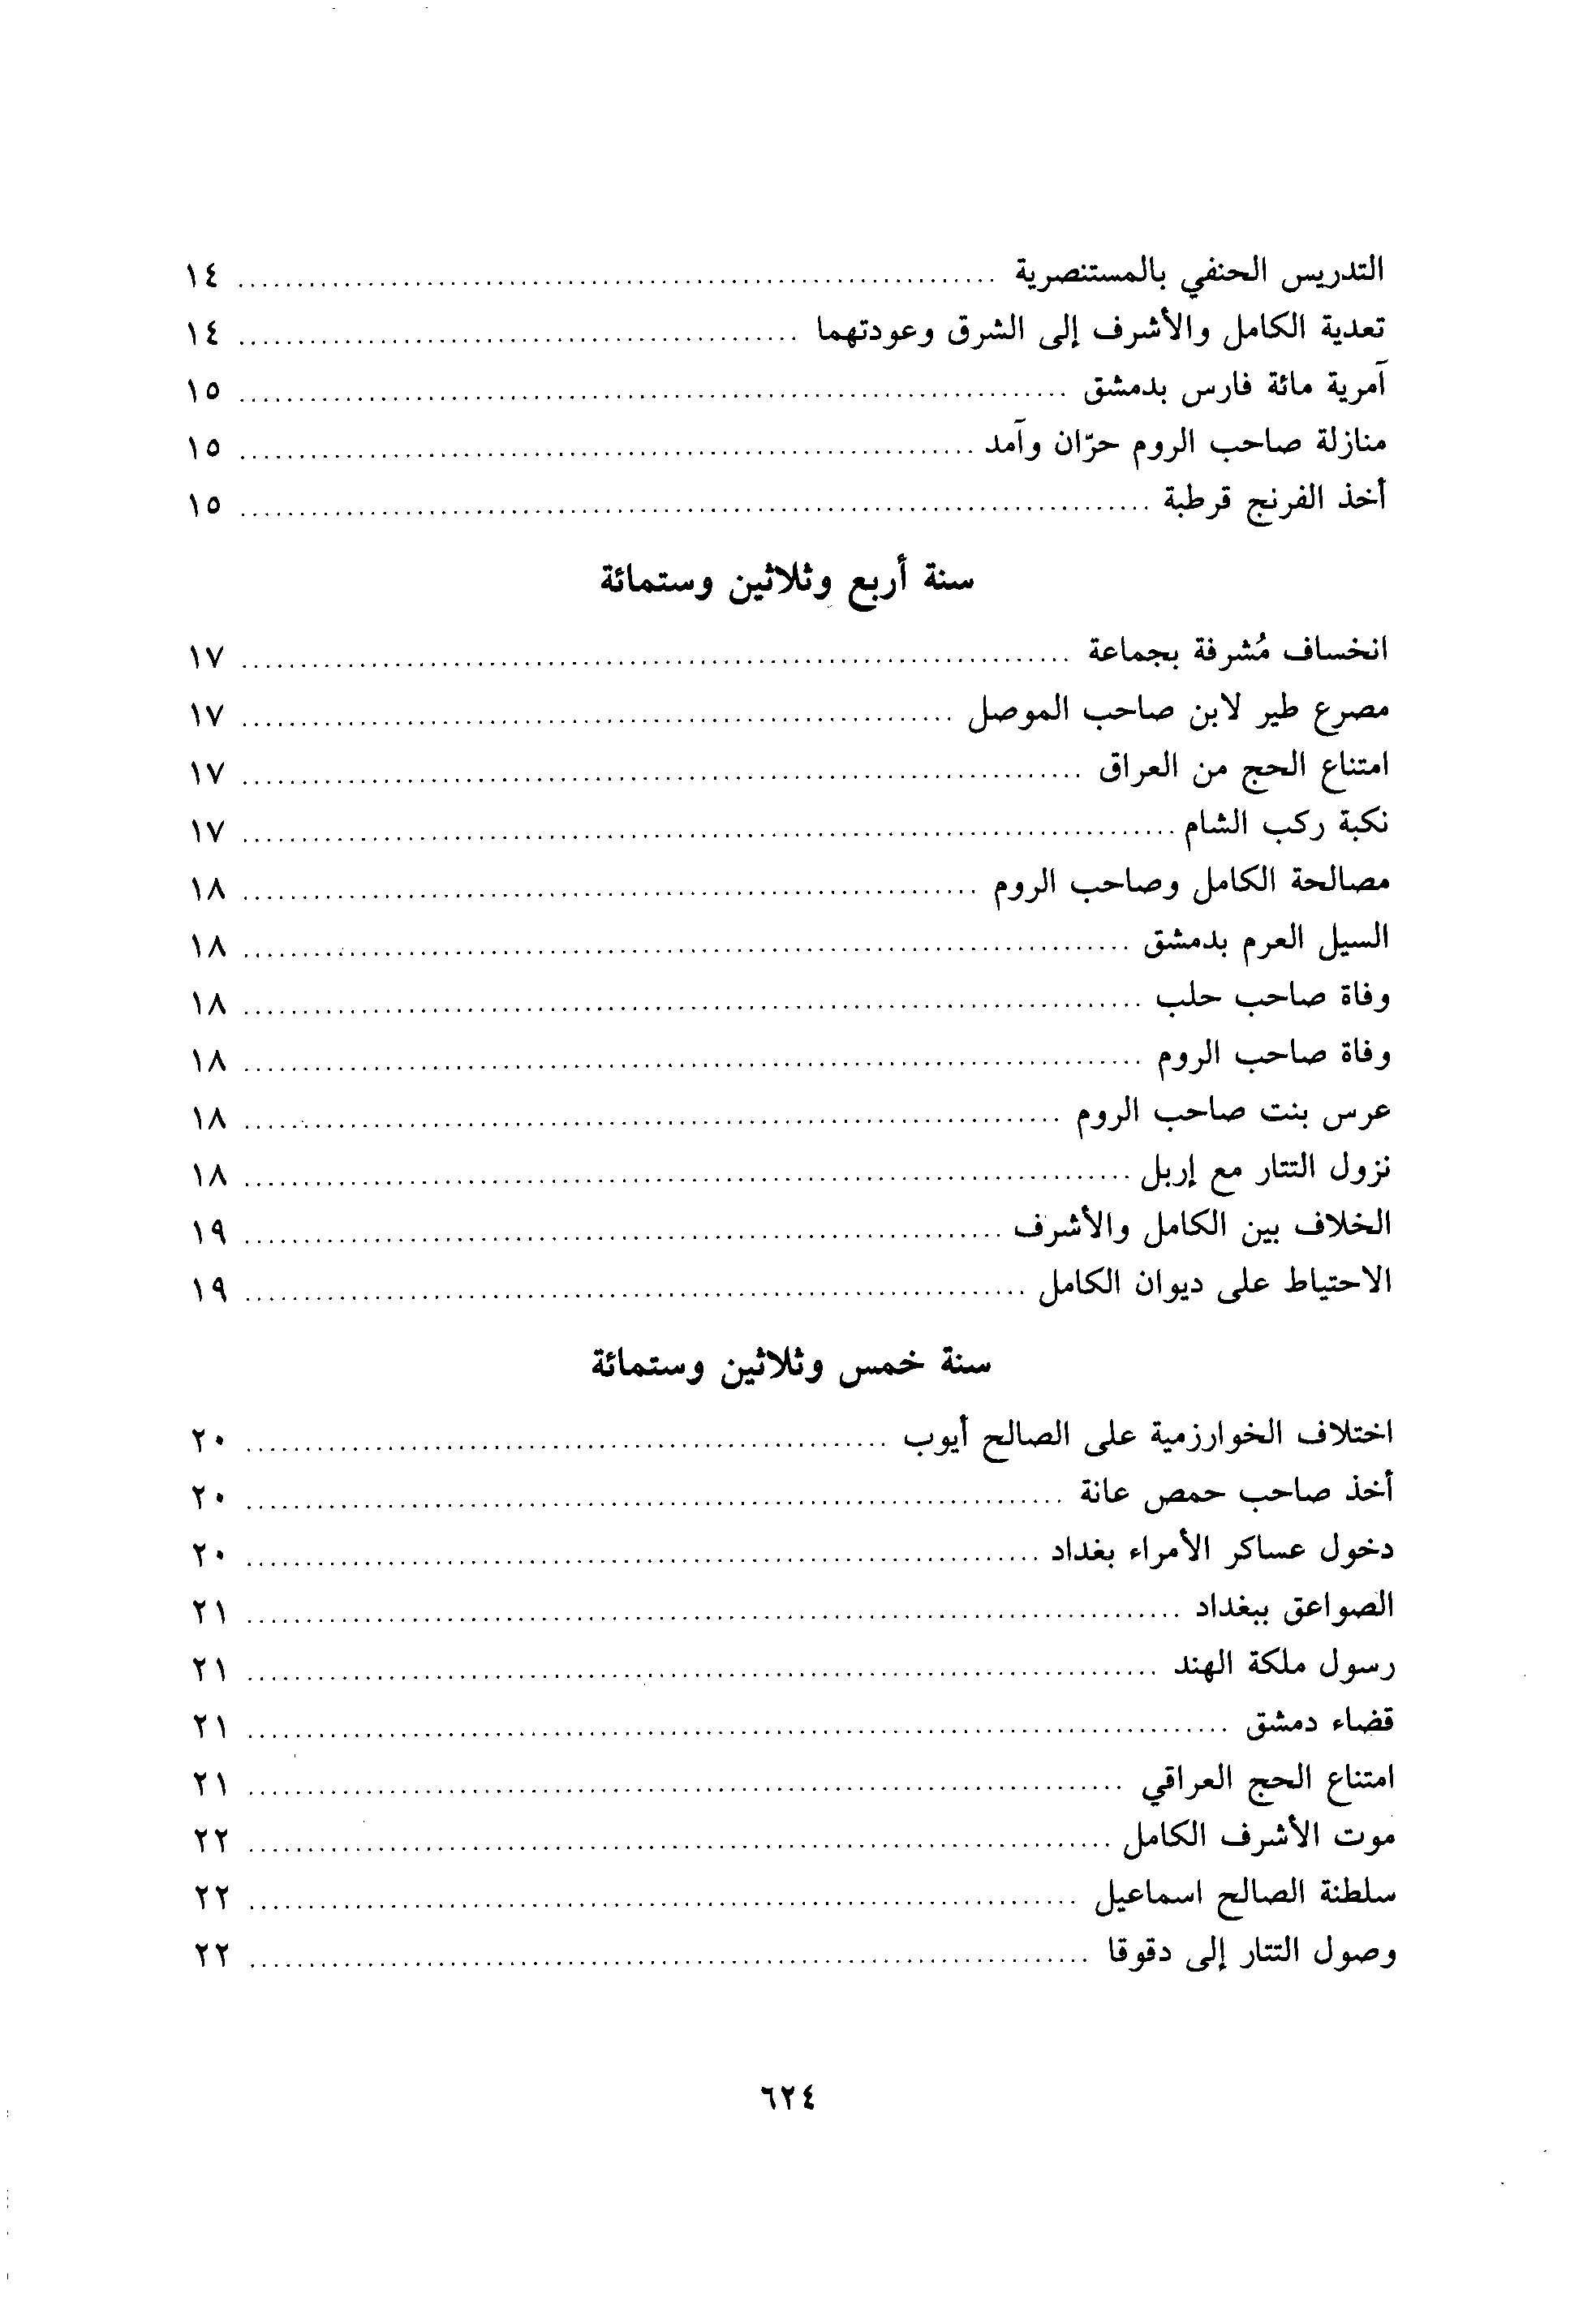 التدريس الحنفي بالمستنصرية ........ ١٤
تعدية الكامل والأشرف إلى الشرق وعودتهما ........ ١٤
آمرية مائة فارس بدمشق ........ ١٥
منازلة صاحب الروم حرّان وآمد ........ ١٥
أخذ الفرنج قرطبة ........ ١٥
سنة أربع وثلاثين وستمائة
انخساف مُشرفة بجماعة ........ ١٧
مصرع طير لابن صاحب الموصل ........ ١٧
امتناع الحج من العراق ........ ١٧
نكبة ركب الشام ........ ١٧
مصالحة الكامل وصاحب الروم ........ ١٨
السيل العرم بدمشق ........ ١٨
وفاة صاحب حلب ........ ١٨
وفاة صاحب الروم ........ ١٨
عرس بنت صاحب الروم ........ ١٨
نزول التتار مع إربل ........ ١٨
الخلاف بين الكامل والأشرف ........ ١٩
الاحتياط على ديوان الكامل ........ ١٩
سنة خمس وثلاثين وستمائة
اختلاف الخوارزمية على الصالح أيوب ........ ٢٠
أخذ صاحب حمص عانة ........ ٢٠
دخول عساكر الأمراء بغداد ........ ٢٠
الصواعق ببغداد ........ ٢١
رسول ملكة الهند ........ ٢١
قضاء دمشق ........ ٢١
امتناع الحج العراقي ........ ٢١
موت الأشرف الكامل ........ ٢٢
سلطنة الصالح اسماعيل ........ ٢٢
وصول التتار إلى دقوقا ........ ٢٢
٦٢٤